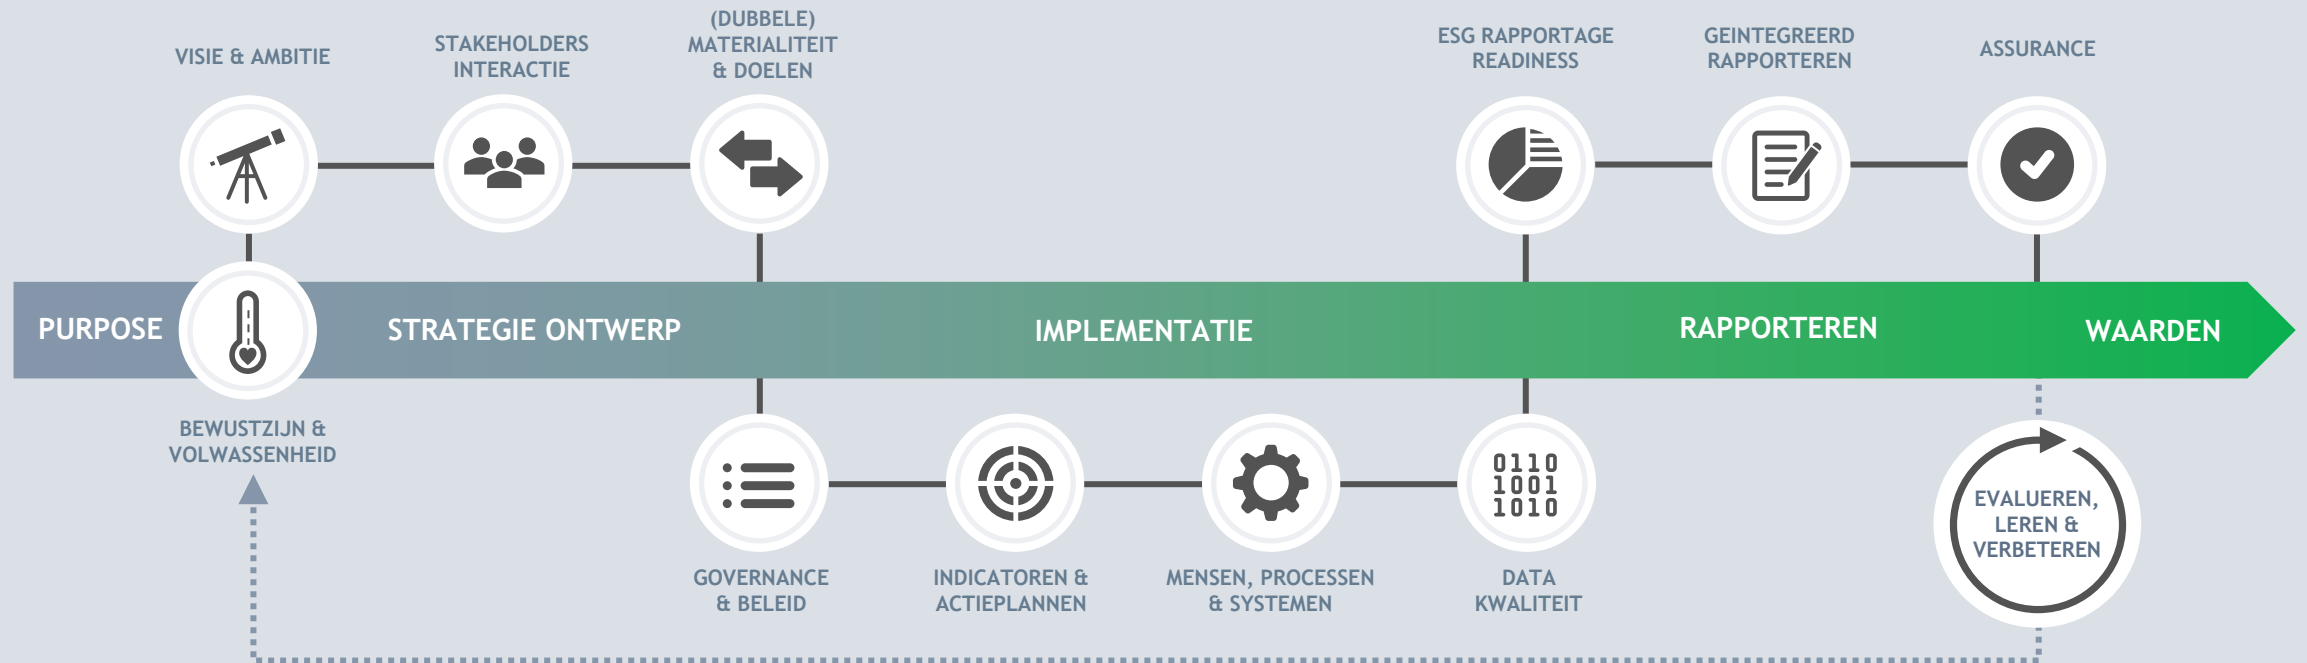 VISIE & AMBITIE
STAKEHOLDERS
INTERACTIE
(DUBBELE)
MATERIALITEIT
& DOELEN
ESG RAPPORTAGE
READINESS
GEINTEGREERD
RAPPORTEREN
ASSURANCE
PURPOSE
STRATEGIE ONTWERP
IMPLEMENTATIE
RAPPORTEREN
WAARDEN
BEWUSTZIJN &
VOLWASSENHEID
GOVERNANCE
& BELEID
INDICATOREN &
ACTIEPLANNEN
MENSEN, PROCESSEN
& SYSTEMEN
0110
1001
1010
DATA
KWALITEIT
EVALUEREN,
LEREN &
VERBETEREN